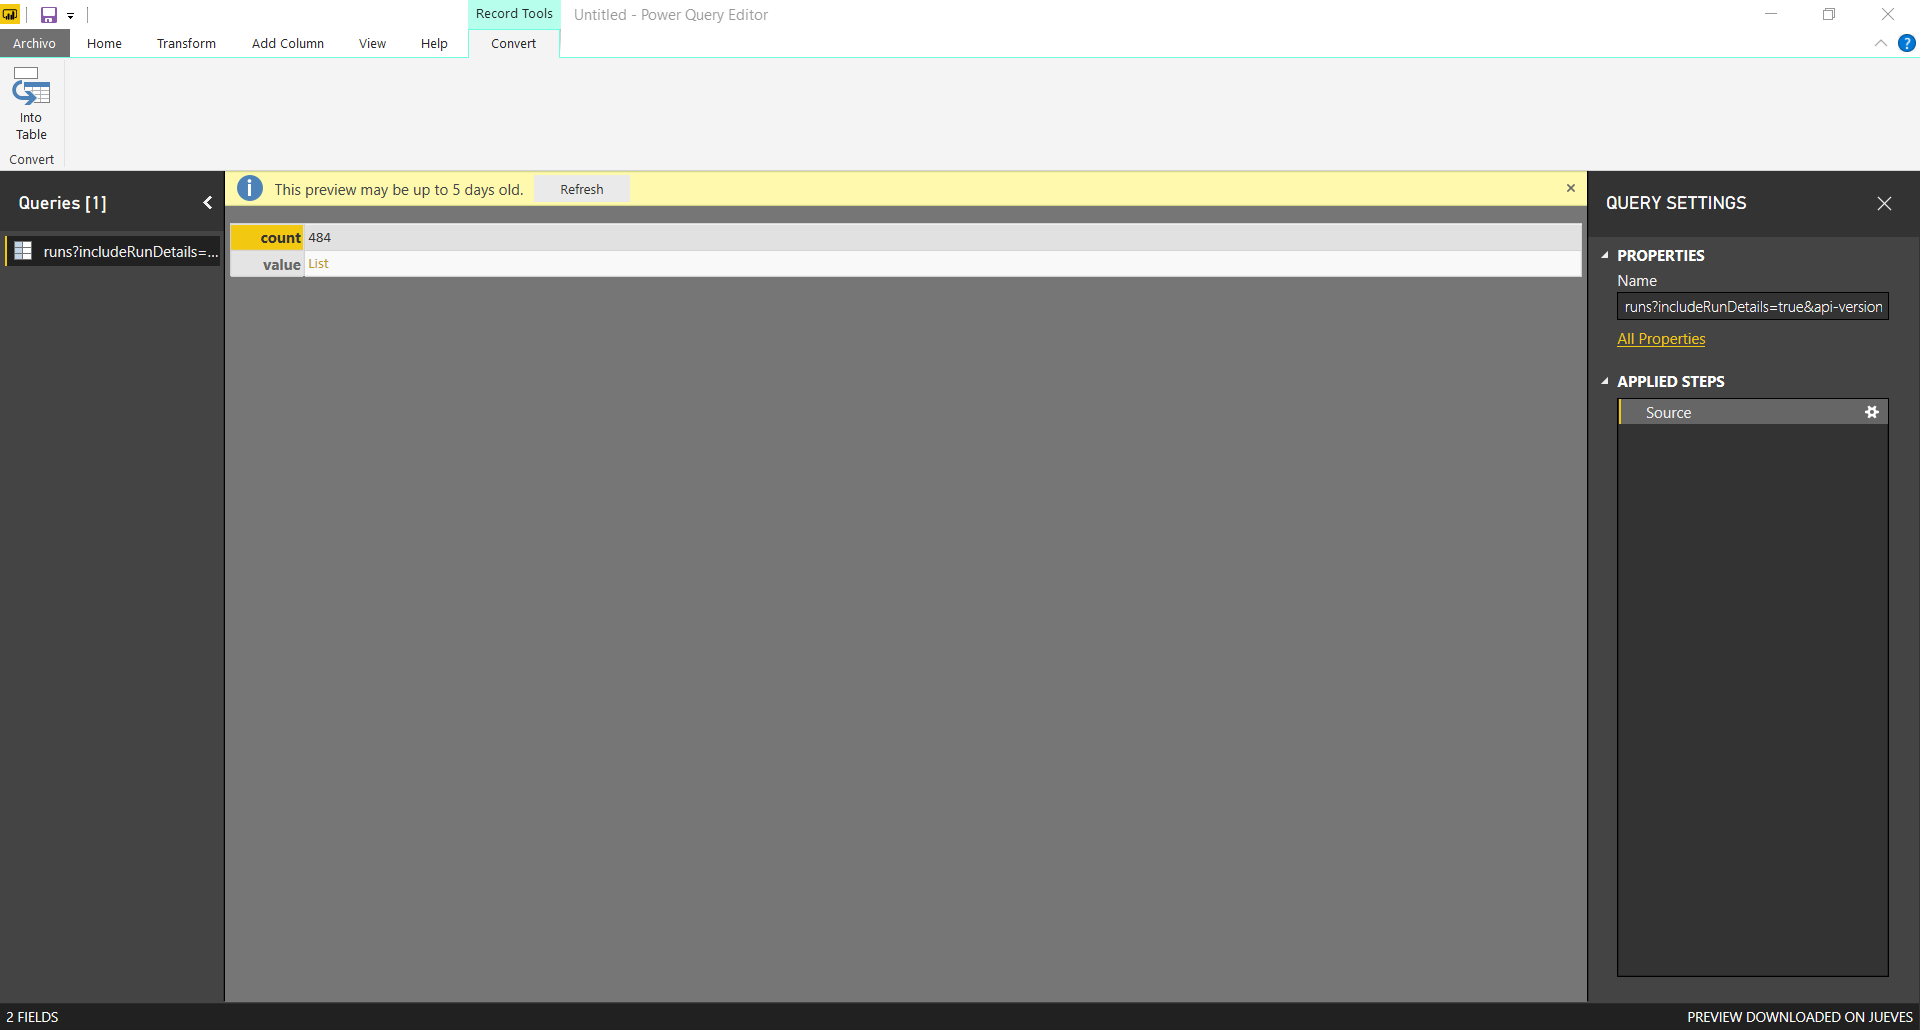 Record Tools
Untitled - Power Query Editor
Archivo
Home
Transform
Add Column
View
Help
Convert
Into
Table
Convert
Queries [1]
This preview may be up to 5 days old.
Refresh
QUERY SETTINGS
runs?includeRunDetails=...
count 484
value List
PROPERTIES
Name
runs?includeRunDetails=true&api-version
All Properties
APPLIED STEPS
Source
2 FIELDS
PREVIEW DOWNLOADED ON JUEVES